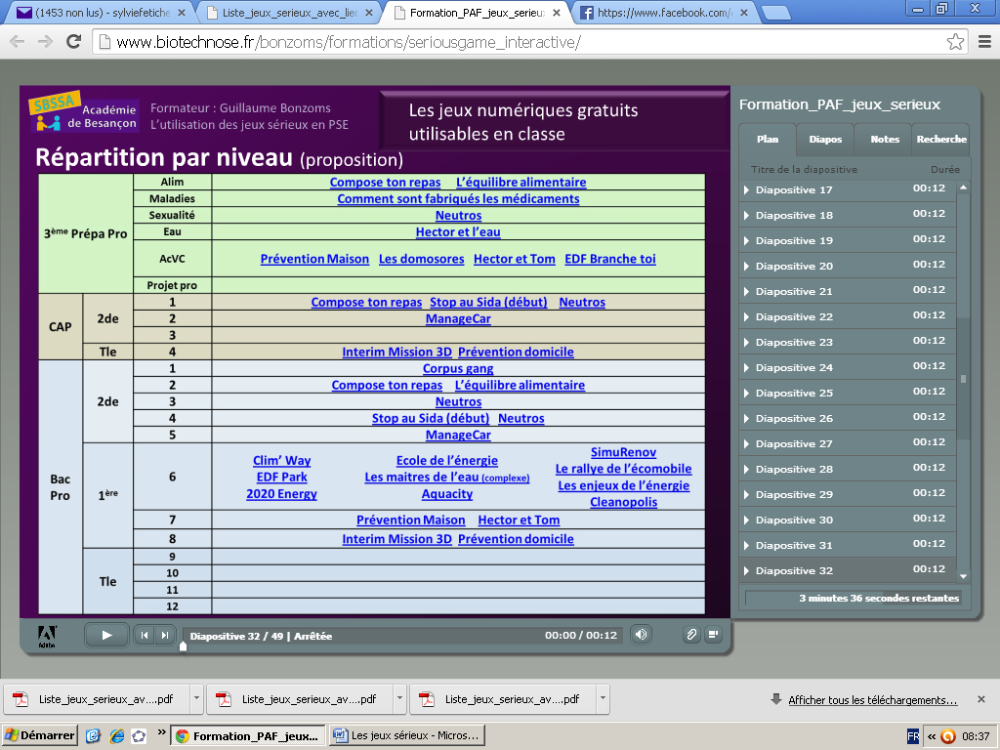 (1453 non lus) - sylviefetiche
Liste_jeux_serieux_avec_lie
Formation_PAF_jeux_serieu
https://www.facebook.com/
www.biotechnose.fr/bonzoms/formations/seriousgame_interactive/
SBSSA
Académie
de Besançon
Formateur : Guillaume Bonzoms
L'utilisation des jeux sérieux en PSE
Les jeux numériques gratuits
utilisables en classe
Répartition par niveau (proposition)
3ème Prépa Pro
Alim
Compose ton repas L'équilibre alimentaire
Maladies
Comment sont fabriqués les médicaments
Sexualité
Neutros
Eau
Hector et l'eau
AcVC
Prévention Maison Les domosores Hector et Tom EDF Branche toi
Projet pro
CAP
2de
1
Compose ton repas Stop au Sida (début) Neutros
2
ManageCar
3
Tle
4
Interim Mission 3D Prévention domicile
Bac
Pro
2de
1
Corpus gang
2
Compose ton repas L'équilibre alimentaire
3
Neutros
4
Stop au Sida (début) Neutros
5
ManageCar
1ère
6
Clim' Way
EDF Park
2020 Energy
Ecole de l'énergie
Les maitres de l'eau (complexe)
Aquacity
SimuRenov
Le rallye de l'écomobile
Les enjeux de l'énergie
Cleanopolis
7
Prévention Maison Hector et Tom
8
Interim Mission 3D Prévention domicile
Tle
9
10
11
12
Formation_PAF_jeux_serieux
Plan Diapos Notes Recherche
Titre de la diapositive Durée
Diapositive 17 00:12
Diapositive 18 00:12
Diapositive 19 00:12
Diapositive 20 00:12
Diapositive 21 00:12
Diapositive 22 00:12
Diapositive 23 00:12
Diapositive 24 00:12
Diapositive 25 00:12
Diapositive 26 00:12
Diapositive 27 00:12
Diapositive 28 00:12
Diapositive 29 00:12
Diapositive 30 00:12
Diapositive 31 00:12
Diapositive 32 00:12
3 minutes 36 secondes restantes
Adobe
Diapositive 32 / 49 | Arrêtée
00:00 / 00:12
Liste_jeux_serieux_av....pdf
Liste_jeux_serieux_av....pdf
Liste_jeux_serieux_av....pdf
Afficher tous les téléchargements...
Démarrer
»
Formation_PAF_jeux...
Les jeux sérieux - Micros...
FR
«
08:37